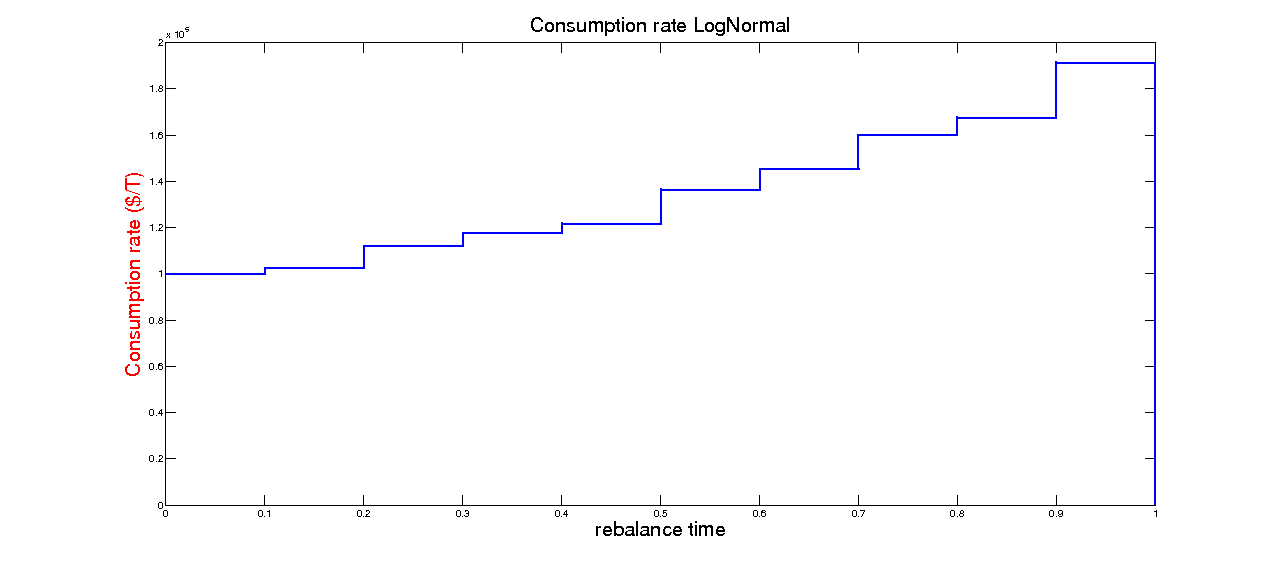 Consumption rate LogNormal
x 10^5
2
1.8
1.6
1.4
1.2
1
0.8
0.6
0.4
0.2
0
Consumption rate ($/T)
0 0.1 0.2 0.3 0.4 0.5 0.6 0.7 0.8 0.9 1
rebalance time